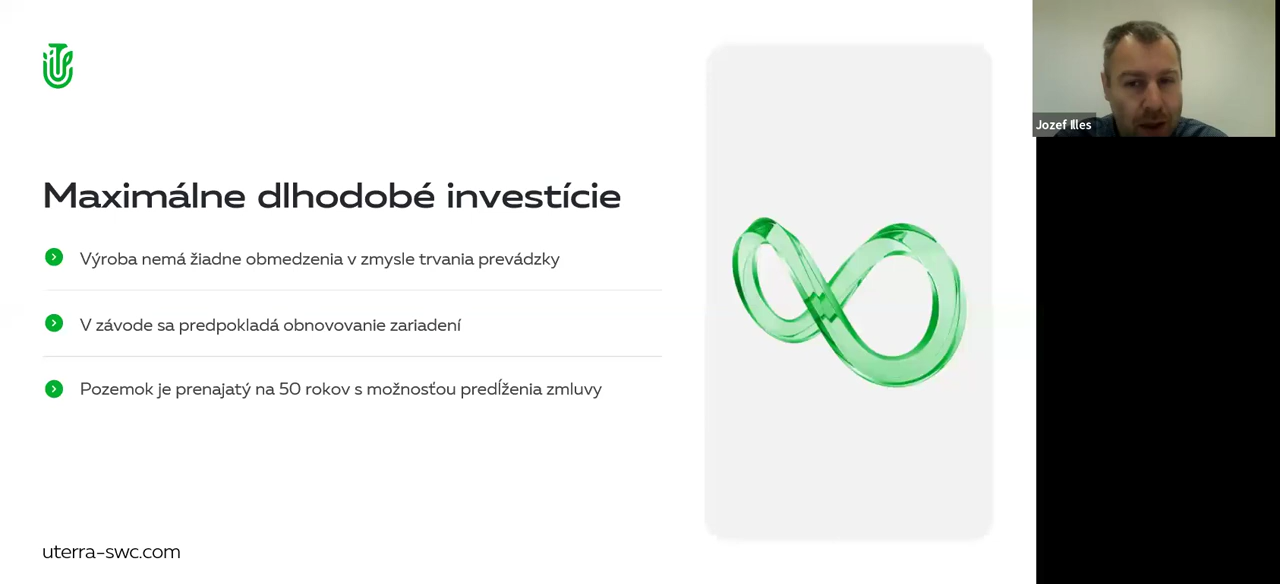 Maximálne dlhodobé investície
Výroba nemá žiadne obmedzenia v zmysle trvania prevádzky
V závode sa predpokladá obnovovanie zariadení
Pozemok je prenajatý na 50 rokov s možnosťou predĺženia zmluvy
uterra-swc.com
Jozef Illes